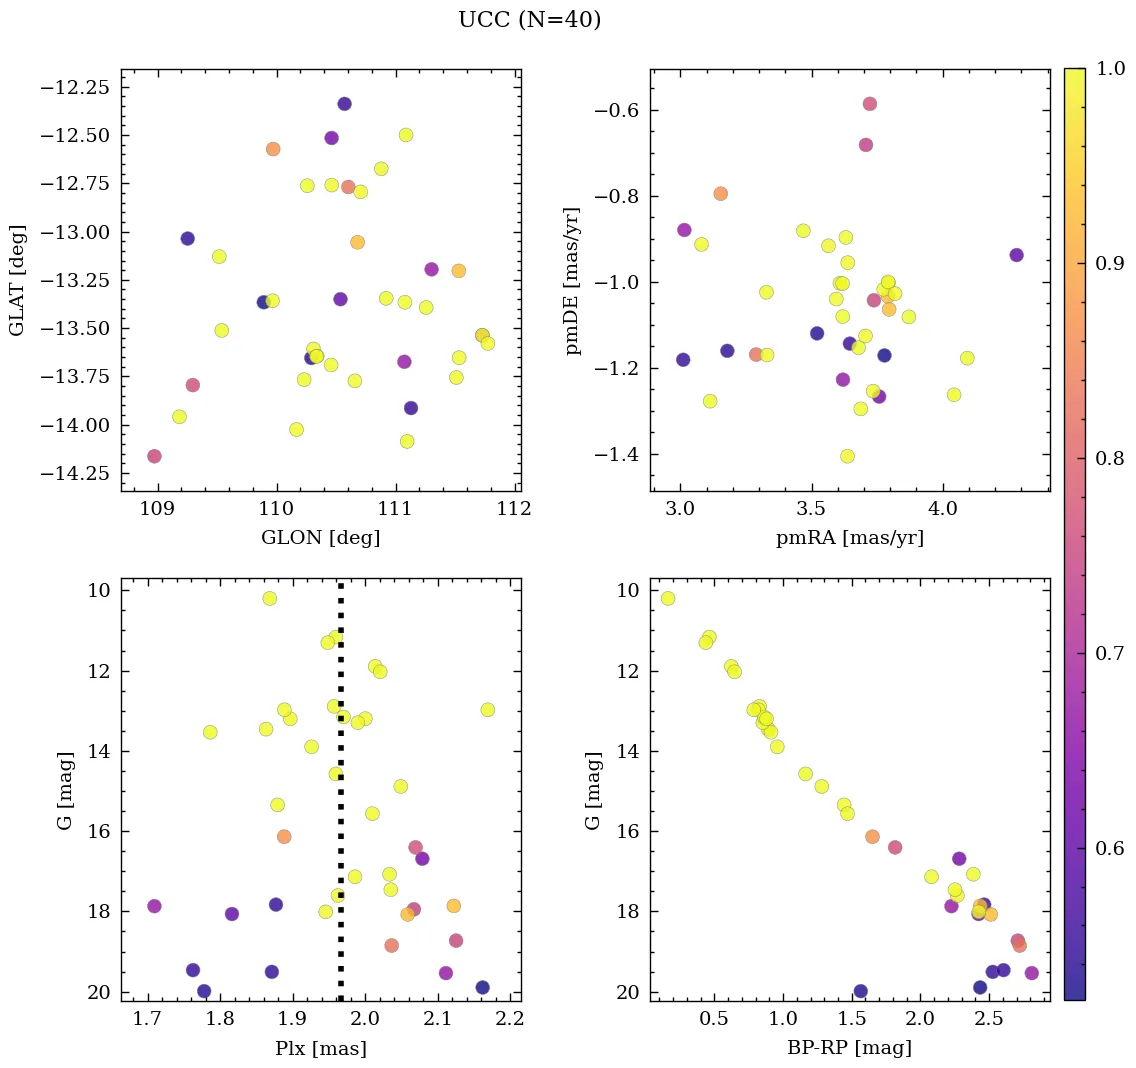 UCC (N=40)
−12.25
−12.50
−12.75
−13.00
−13.25
−13.50
−13.75
−14.00
−14.25
GLAT [deg]
109 110 111 112
GLON [deg]
−0.6
−0.8
−1.0
−1.2
−1.4
pmDE [mas/yr]
3.0 3.5 4.0
pmRA [mas/yr]
10
12
14
16
18
20
G [mag]
1.7 1.8 1.9 2.0 2.1 2.2
Plx [mas]
10
12
14
16
18
20
G [mag]
0.5 1.0 1.5 2.0 2.5
BP-RP [mag]
1.0
0.9
0.8
0.7
0.6